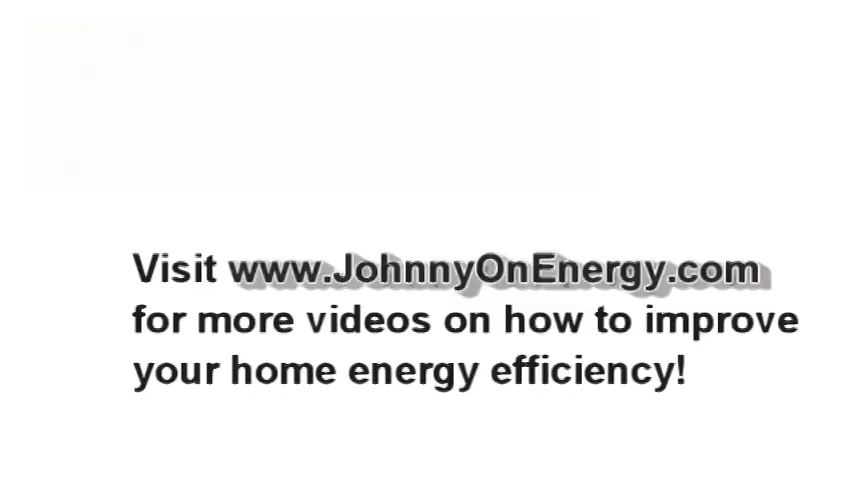 Visit www.JohnnyOnEnergy.com
for more videos on how to improve
your home energy efficiency!